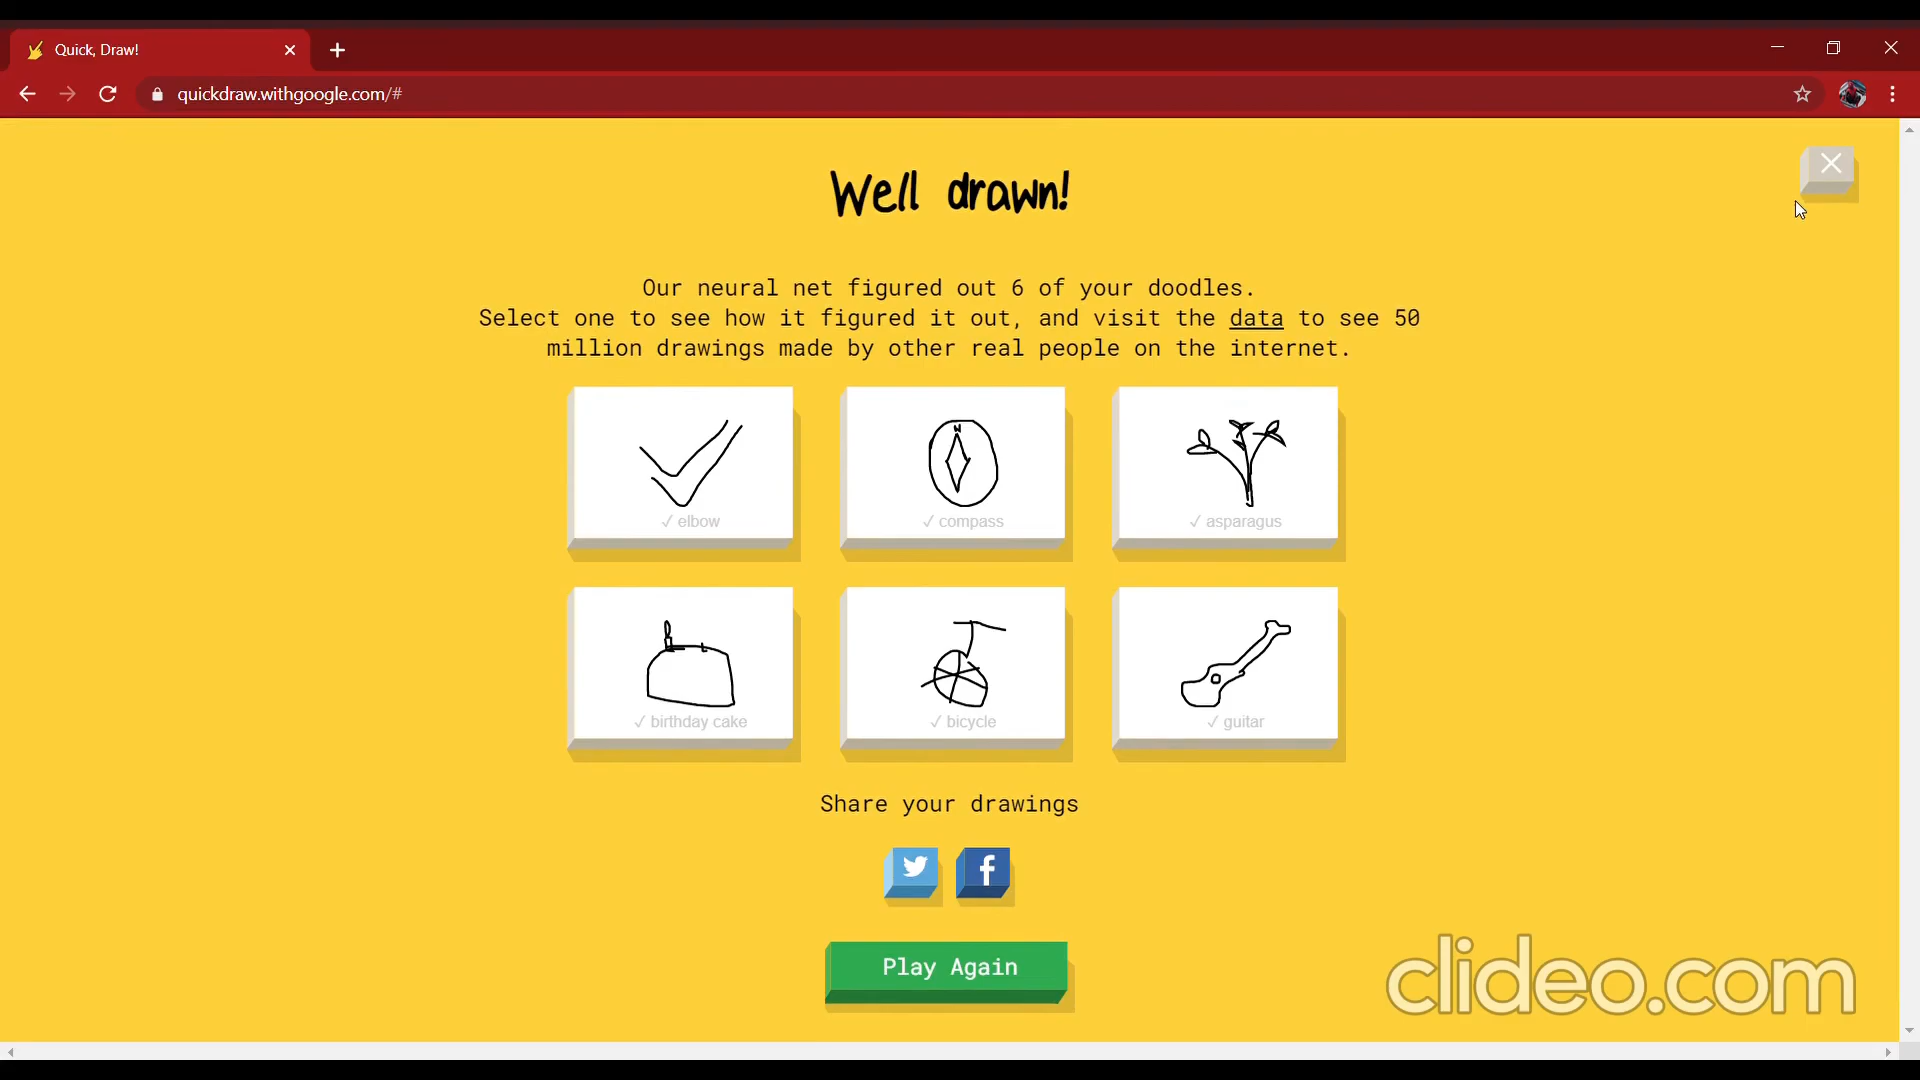 Quick, Draw!
quickdraw.withgoogle.com/#
Well drawn!
Our neural net figured out 6 of your doodles.
Select one to see how it figured it out, and visit the data to see 50
million drawings made by other real people on the internet.
N
✓ elbow
✓ compass
✓ asparagus
✓ birthday cake
✓ bicycle
✓ guitar
Share your drawings
Play Again
clideo.com